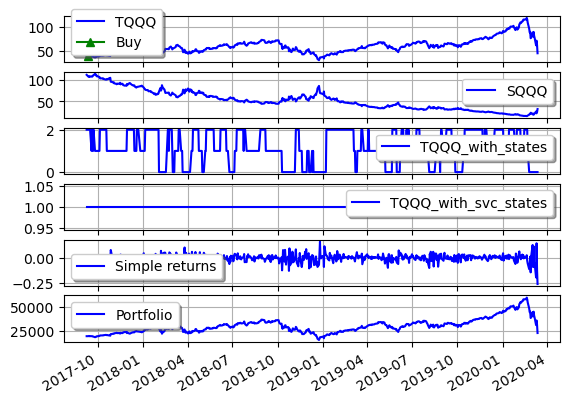 100
50
TQQQ
Buy
100
50
SQQQ
2
0
TQQQ_with_states
1.05
1.00
0.95
TQQQ_with_svc_states
0.00
−0.25
Simple returns
50000
25000
Portfolio
2017-10 2018-01 2018-04 2018-07 2018-10 2019-01 2019-04 2019-07 2019-10 2020-01 2020-04